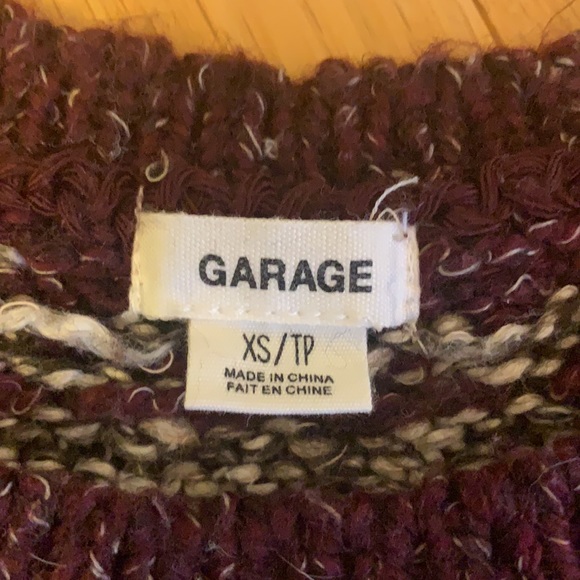 GARAGE
XS/TP
MADE IN CHINA
FAIT EN CHINE